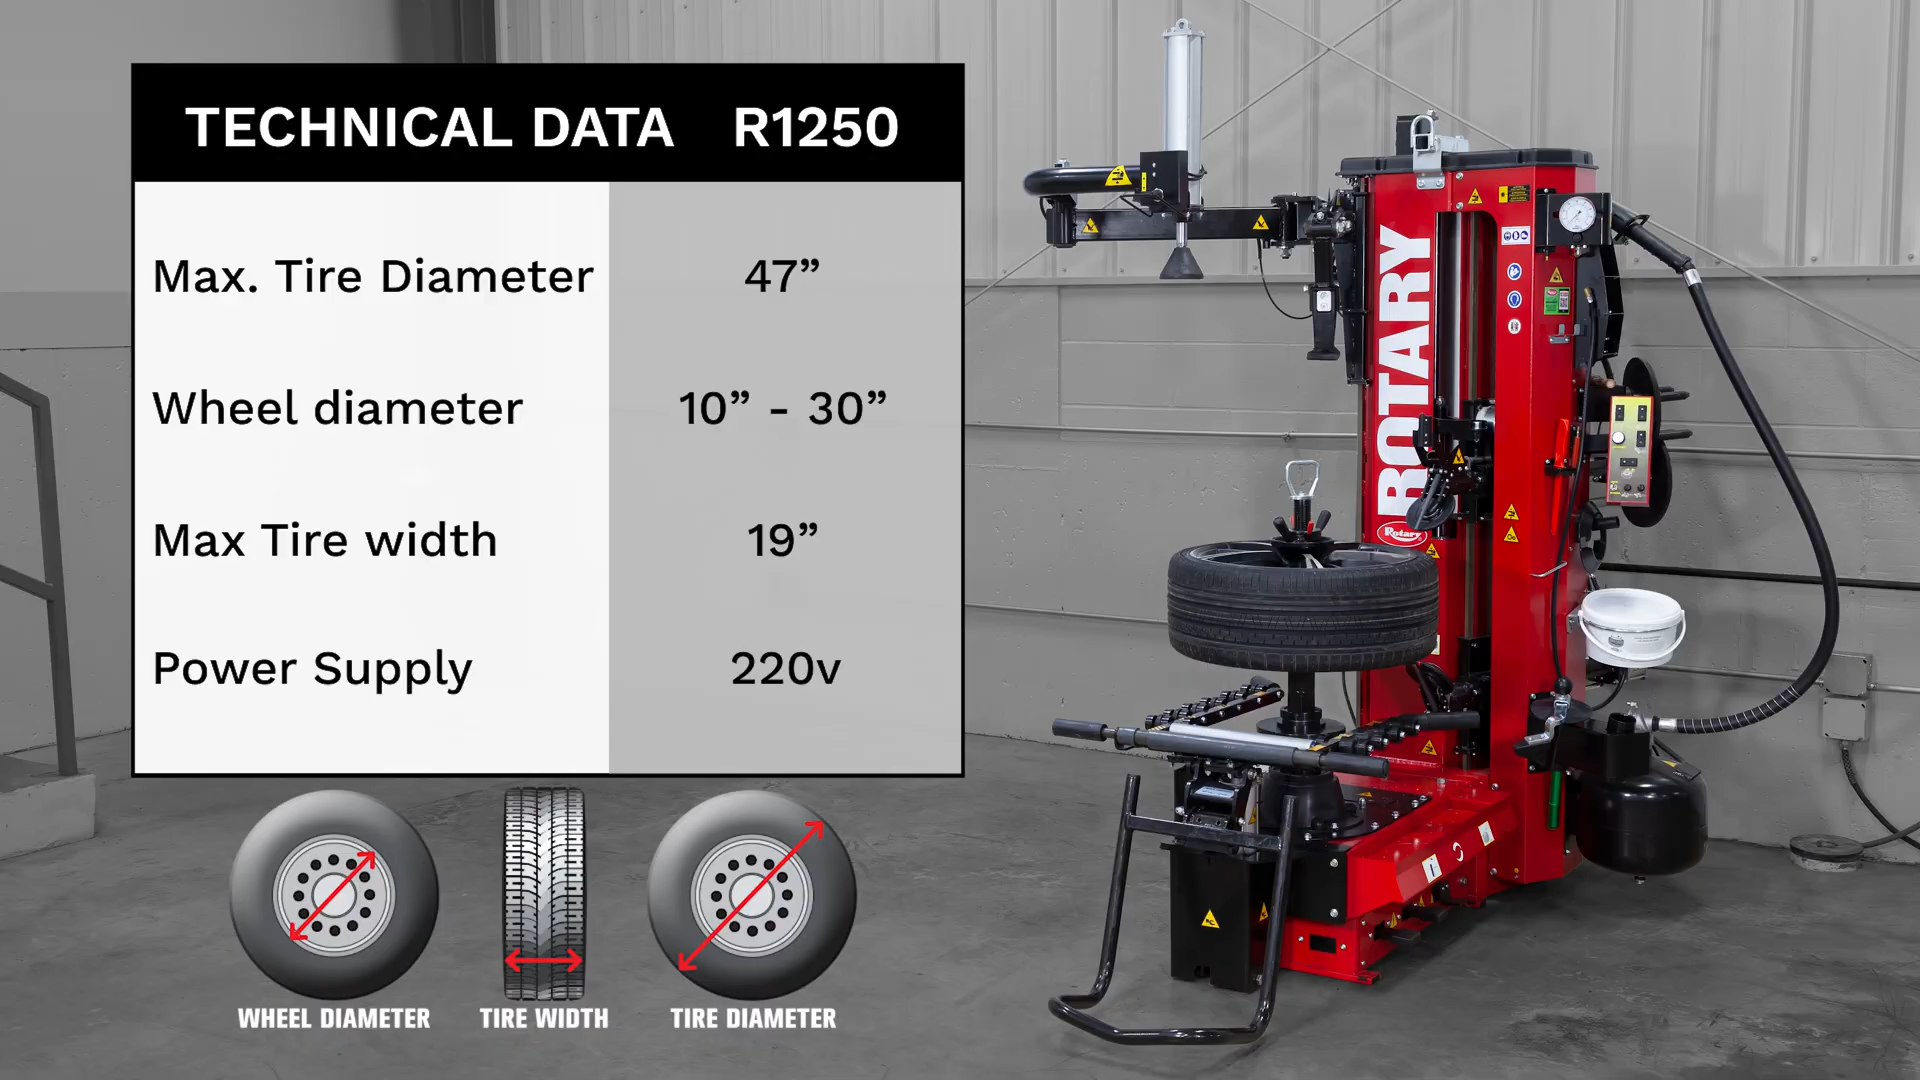 TECHNICAL DATA R1250
Max. Tire Diameter 47”
Wheel diameter 10” - 30”
Max Tire width 19”
Power Supply 220v
WHEEL DIAMETER TIRE WIDTH TIRE DIAMETER
ROTARY
Rotary